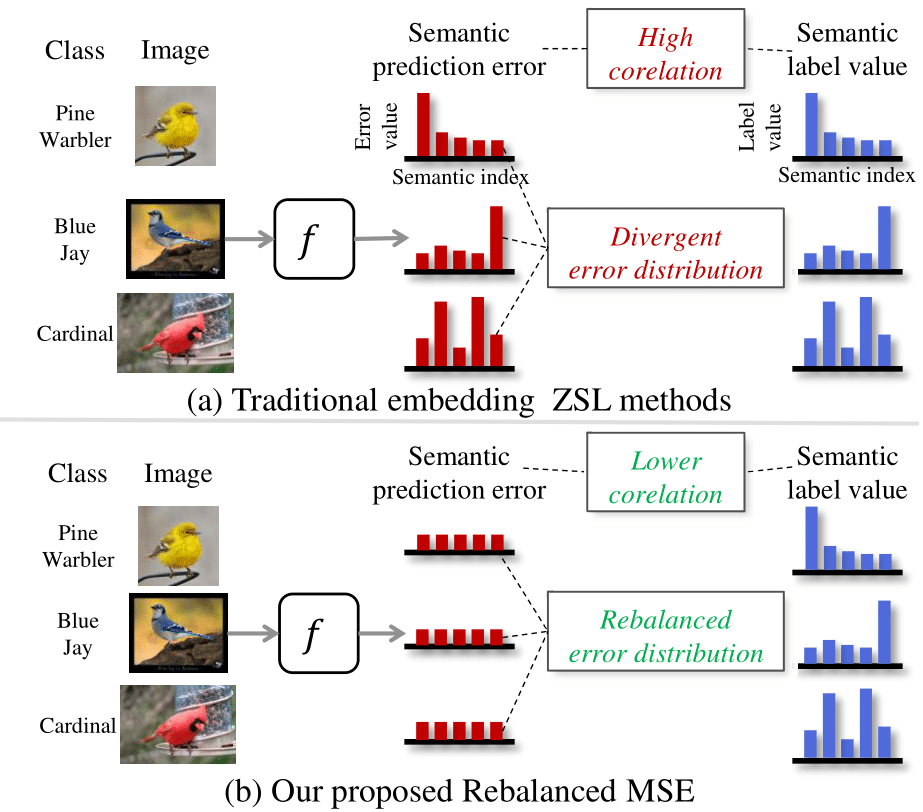 Class
Image
Semantic
prediction error
High
corelation
Semantic
label value
Pine
Warbler
Error
value
Semantic index
Label
value
Semantic index
Blue
Jay
f
Divergent
error distribution
Cardinal
(a) Traditional embedding ZSL methods
Class
Image
Semantic
prediction error
Lower
corelation
Semantic
label value
Pine
Warbler
Blue
Jay
f
Rebalanced
error distribution
Cardinal
(b) Our proposed Rebalanced MSE